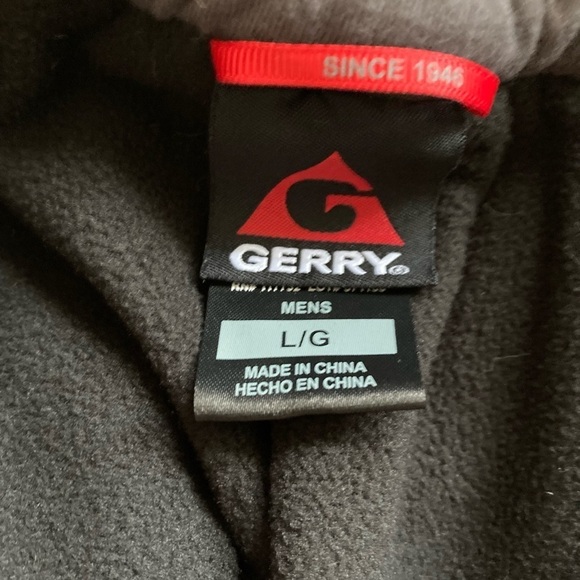 SINCE 1946
G
GERRY®
MENS
L/G
MADE IN CHINA
HECHO EN CHINA